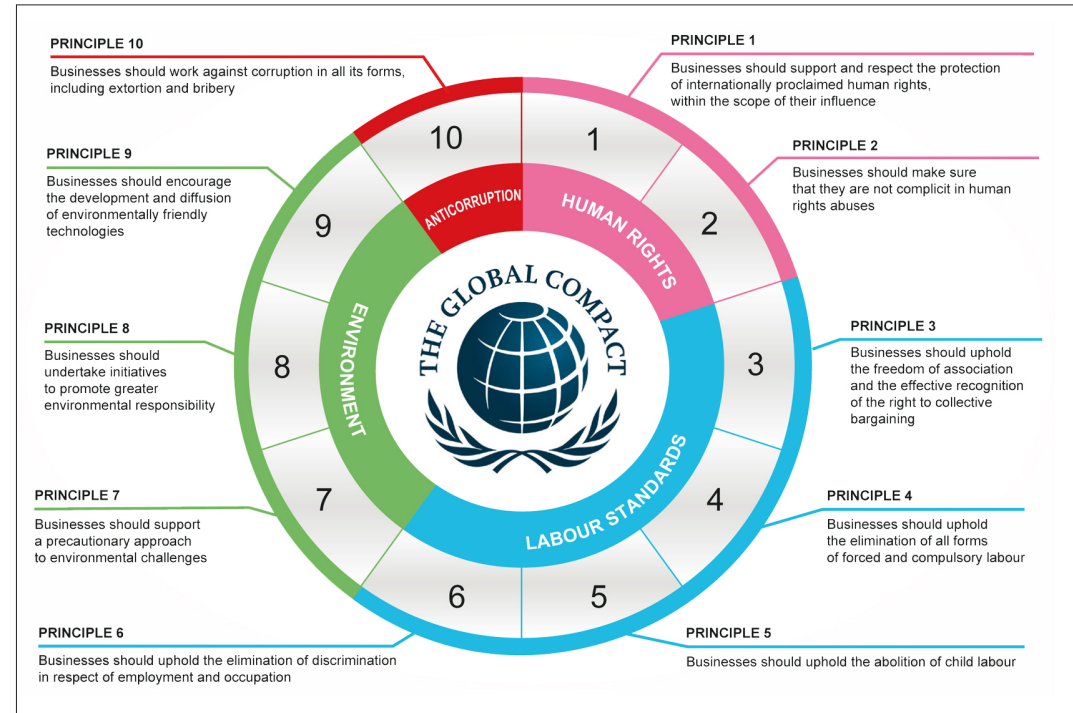 PRINCIPLE 10
Businesses should work against corruption in all its forms,
including extortion and bribery
PRINCIPLE 1
Businesses should support and respect the protection
of internationally proclaimed human rights,
within the scope of their influence
PRINCIPLE 9
Businesses should encourage
the development and diffusion
of environmentally friendly
technologies
PRINCIPLE 2
Businesses should make sure
that they are not complicit in human
rights abuses
PRINCIPLE 8
Businesses should
undertake initiatives
to promote greater
environmental responsibility
PRINCIPLE 3
Businesses should uphold
the freedom of association
and the effective recognition
of the right to collective
bargaining
PRINCIPLE 7
Businesses should support
a precautionary approach
to environmental challenges
PRINCIPLE 4
Businesses should uphold
the elimination of all forms
of forced and compulsory labour
PRINCIPLE 6
Businesses should uphold the elimination of discrimination
in respect of employment and occupation
PRINCIPLE 5
Businesses should uphold the abolition of child labour
10
1
9
2
8
3
7
4
6
5
ANTICORRUPTION
HUMAN RIGHTS
ENVIRONMENT
LABOUR STANDARDS
THE GLOBAL COMPACT